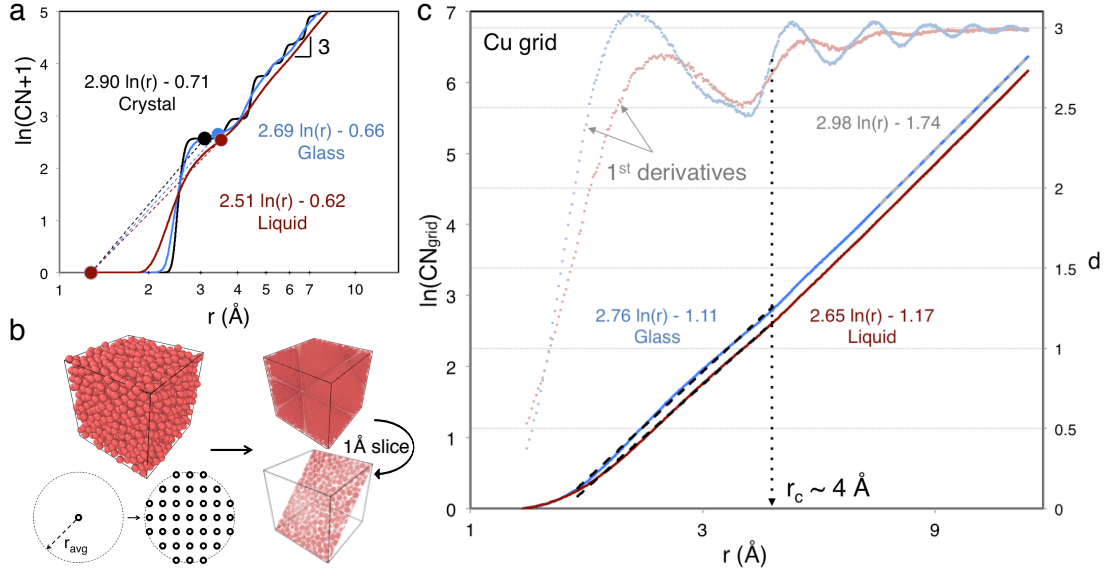 a
ln(CN+1)
5
4
3
2
1
0
3
2.90 ln(r) - 0.71
Crystal
2.69 ln(r) - 0.66
Glass
2.51 ln(r) - 0.62
Liquid
1
2
3
4
5
6
7
10
r (Å)
b
1Å slice
r_avg
c
Cu grid
ln(CN_grid)
7
6
5
4
3
2
1
0
2.98 ln(r) - 1.74
1st derivatives
2.76 ln(r) - 1.11
Glass
2.65 ln(r) - 1.17
Liquid
r_c ~ 4 Å
1
3
9
r (Å)
3
2.5
2
1.5
1
0.5
0
d